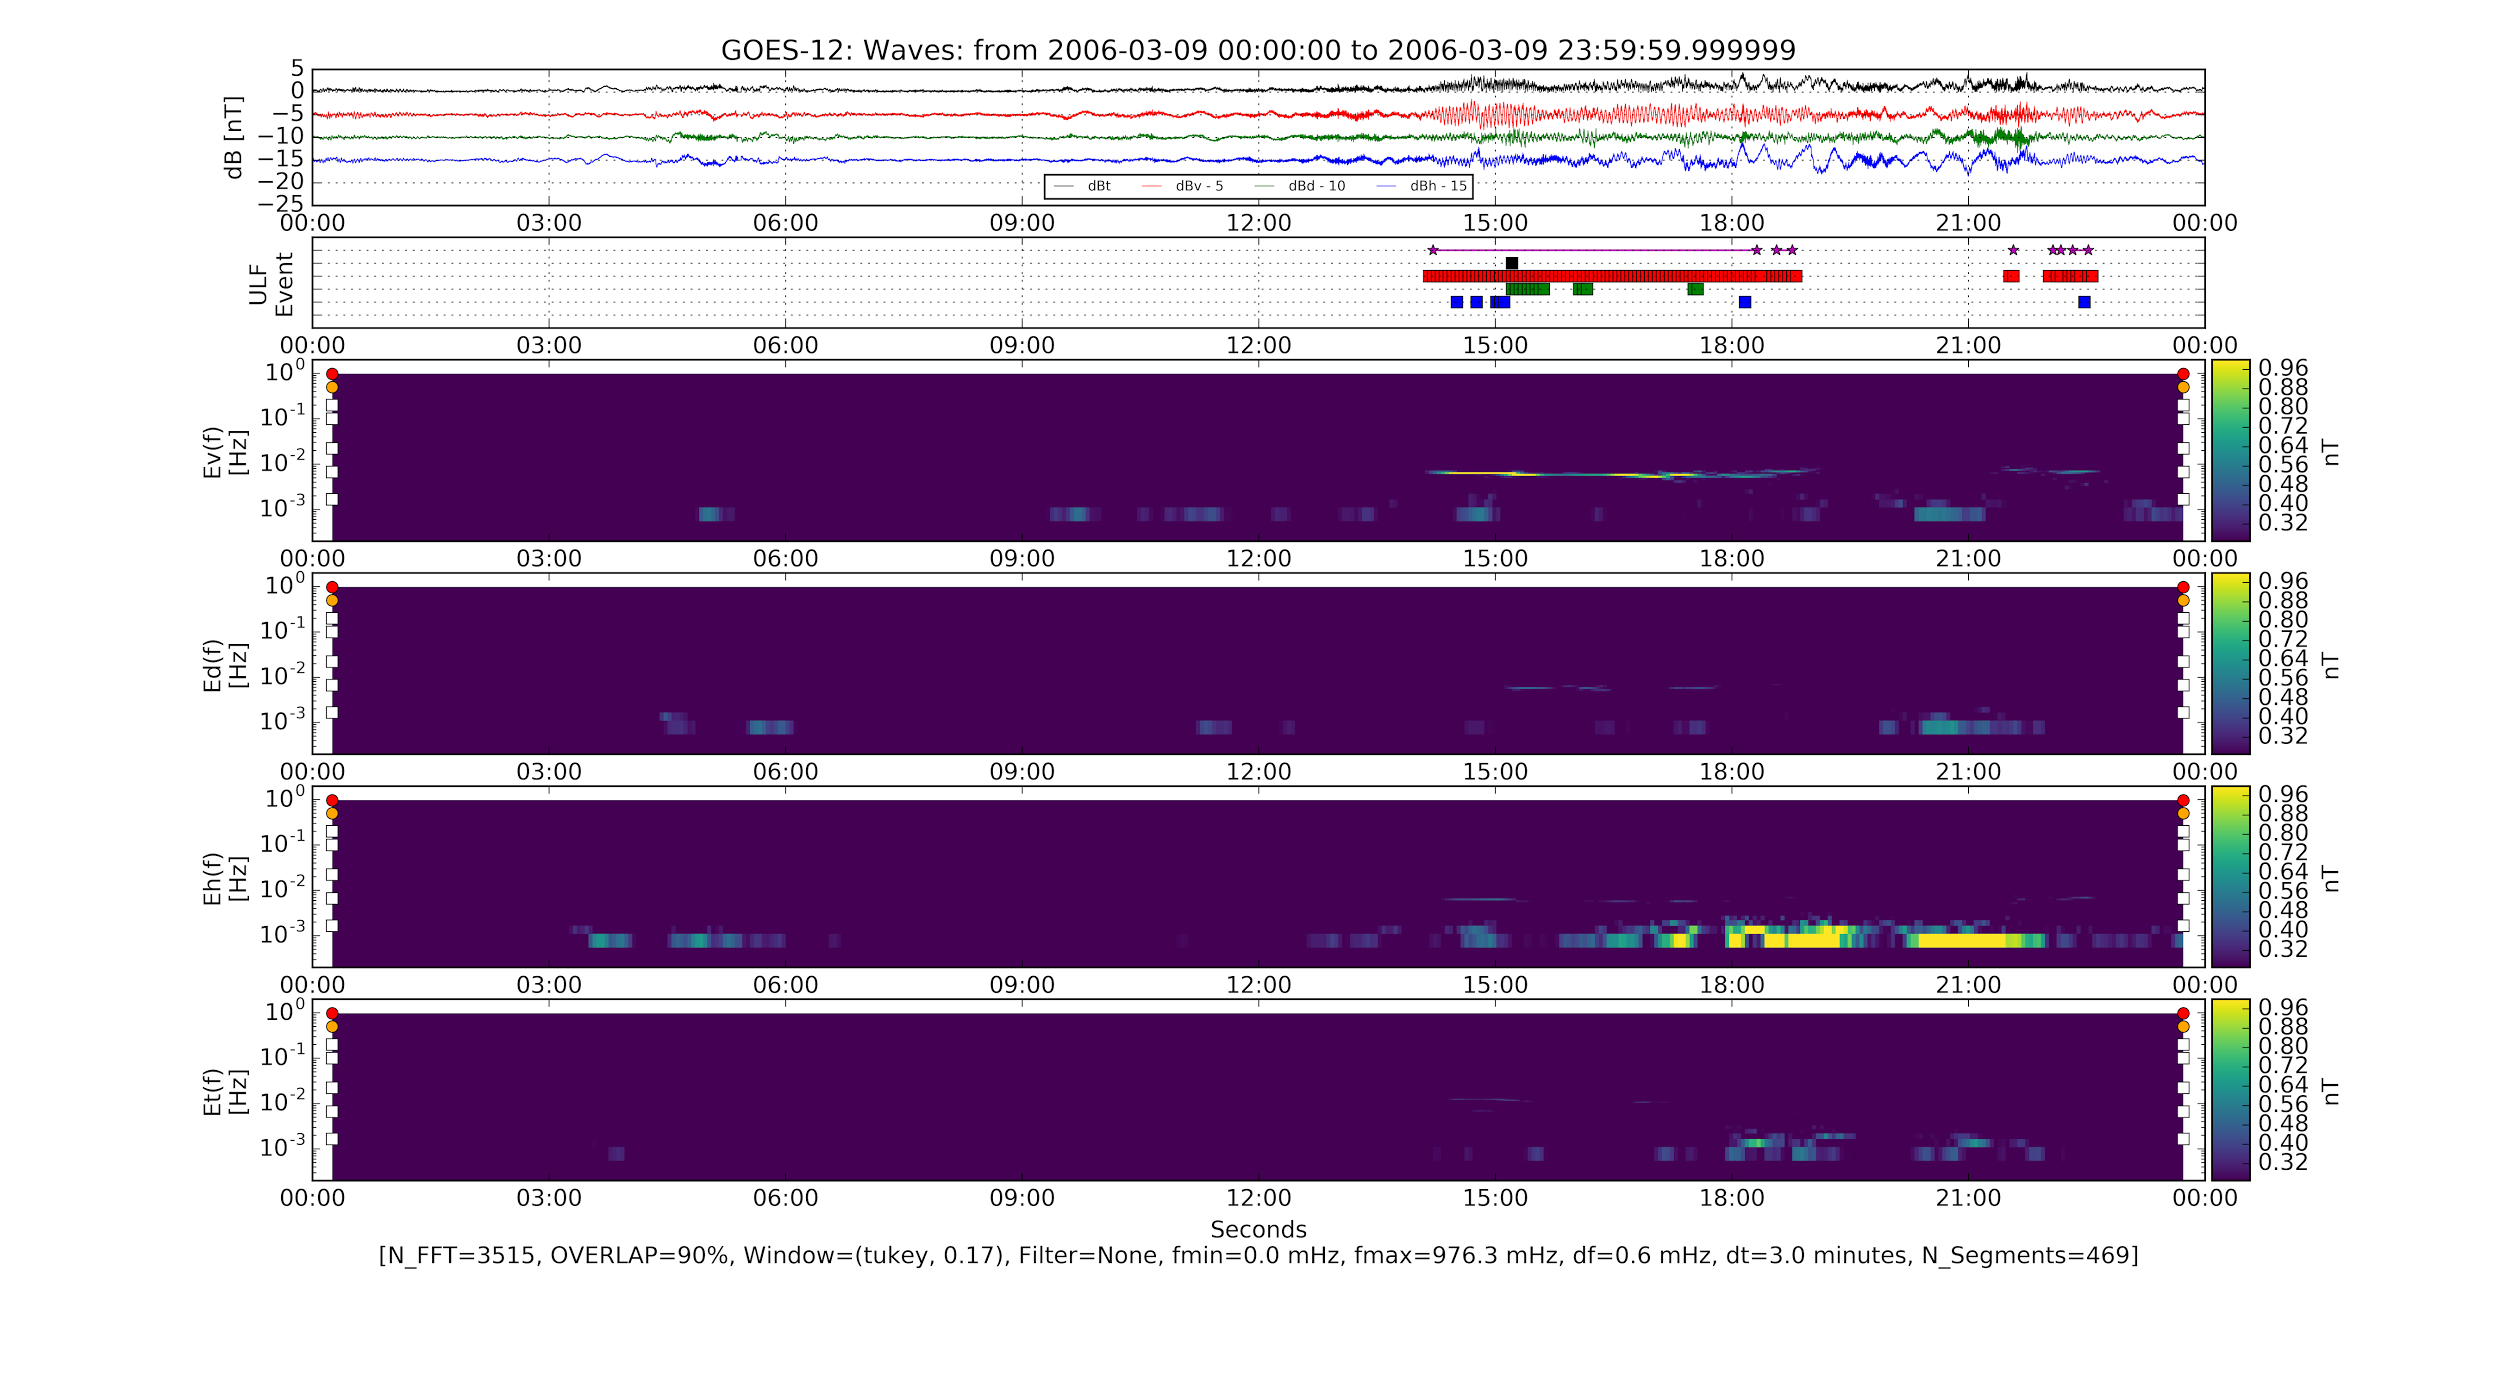 GOES-12: Waves: from 2006-03-09 00:00:00 to 2006-03-09 23:59:59.999999
dB [nT]
5
0
−5
−10
−15
−20
−25
dBt dBv - 5 dBd - 10 dBh - 15
00:00 03:00 06:00 09:00 12:00 15:00 18:00 21:00 00:00
ULF
Event
00:00 03:00 06:00 09:00 12:00 15:00 18:00 21:00 00:00
Ev(f)
[Hz]
10^0
10^-1
10^-2
10^-3
0.96
0.88
0.80
0.72
0.64
0.56
0.48
0.40
0.32
nT
00:00 03:00 06:00 09:00 12:00 15:00 18:00 21:00 00:00
Ed(f)
[Hz]
10^0
10^-1
10^-2
10^-3
0.96
0.88
0.80
0.72
0.64
0.56
0.48
0.40
0.32
nT
00:00 03:00 06:00 09:00 12:00 15:00 18:00 21:00 00:00
Eh(f)
[Hz]
10^0
10^-1
10^-2
10^-3
0.96
0.88
0.80
0.72
0.64
0.56
0.48
0.40
0.32
nT
00:00 03:00 06:00 09:00 12:00 15:00 18:00 21:00 00:00
Et(f)
[Hz]
10^0
10^-1
10^-2
10^-3
0.96
0.88
0.80
0.72
0.64
0.56
0.48
0.40
0.32
nT
00:00 03:00 06:00 09:00 12:00 15:00 18:00 21:00 00:00
Seconds
[N_FFT=3515, OVERLAP=90%, Window=(tukey, 0.17), Filter=None, fmin=0.0 mHz, fmax=976.3 mHz, df=0.6 mHz, dt=3.0 minutes, N_Segments=469]